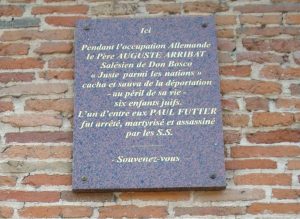 Ici
Pendant l'occupation Allemande
le Père AUGUSTE ARRIBAT
Salésien de Don Bosco
« Juste parmi les nations »
cacha et sauva de la déportation
- au péril de sa vie -
six enfants juifs.
L'un d'entre eux PAUL FUTTER
fut arrêté, martyrisé et assassiné
par les S.S.
Souvenez-vous